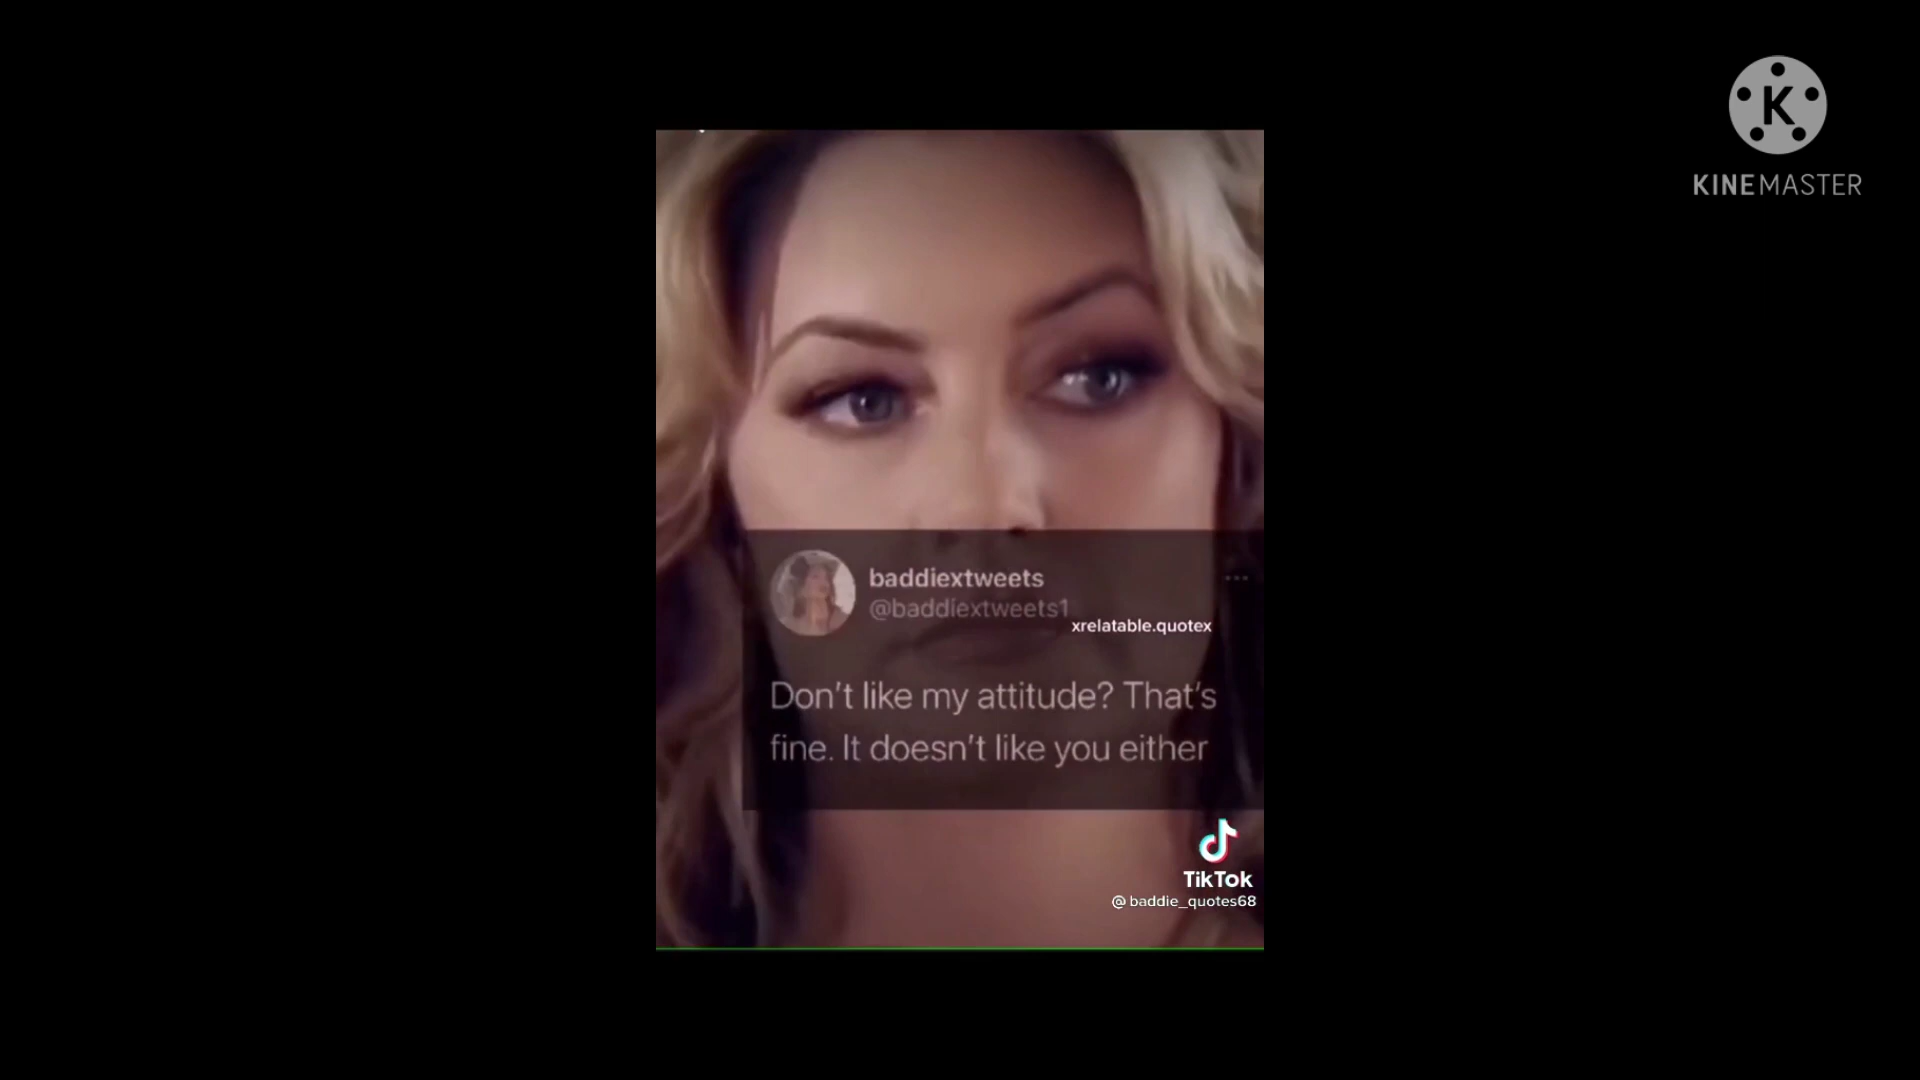 K
KINEMASTER
baddiextweets
@baddiextweets1
xrelatable.quotex
Don't like my attitude? That's
fine. It doesn't like you either
TikTok
@baddie_quotes68